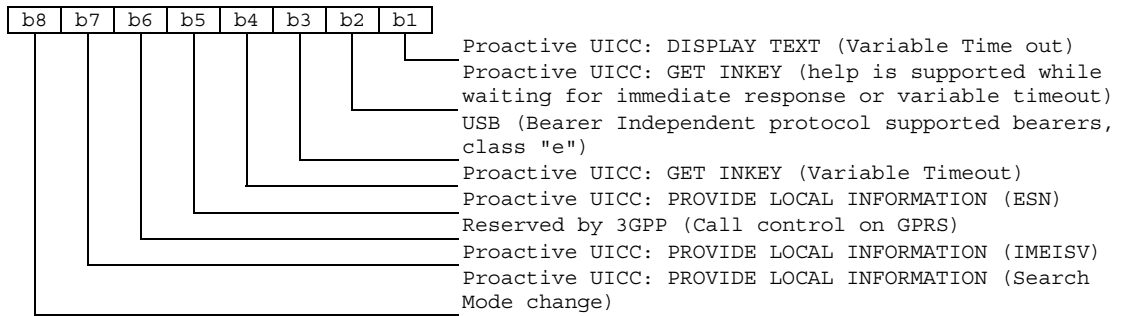 b8 b7 b6 b5 b4 b3 b2 b1
Proactive UICC: DISPLAY TEXT (Variable Time out)
Proactive UICC: GET INKEY (help is supported while
waiting for immediate response or variable timeout)
USB (Bearer Independent protocol supported bearers,
class "e")
Proactive UICC: GET INKEY (Variable Timeout)
Proactive UICC: PROVIDE LOCAL INFORMATION (ESN)
Reserved by 3GPP (Call control on GPRS)
Proactive UICC: PROVIDE LOCAL INFORMATION (IMEISV)
Proactive UICC: PROVIDE LOCAL INFORMATION (Search
Mode change)